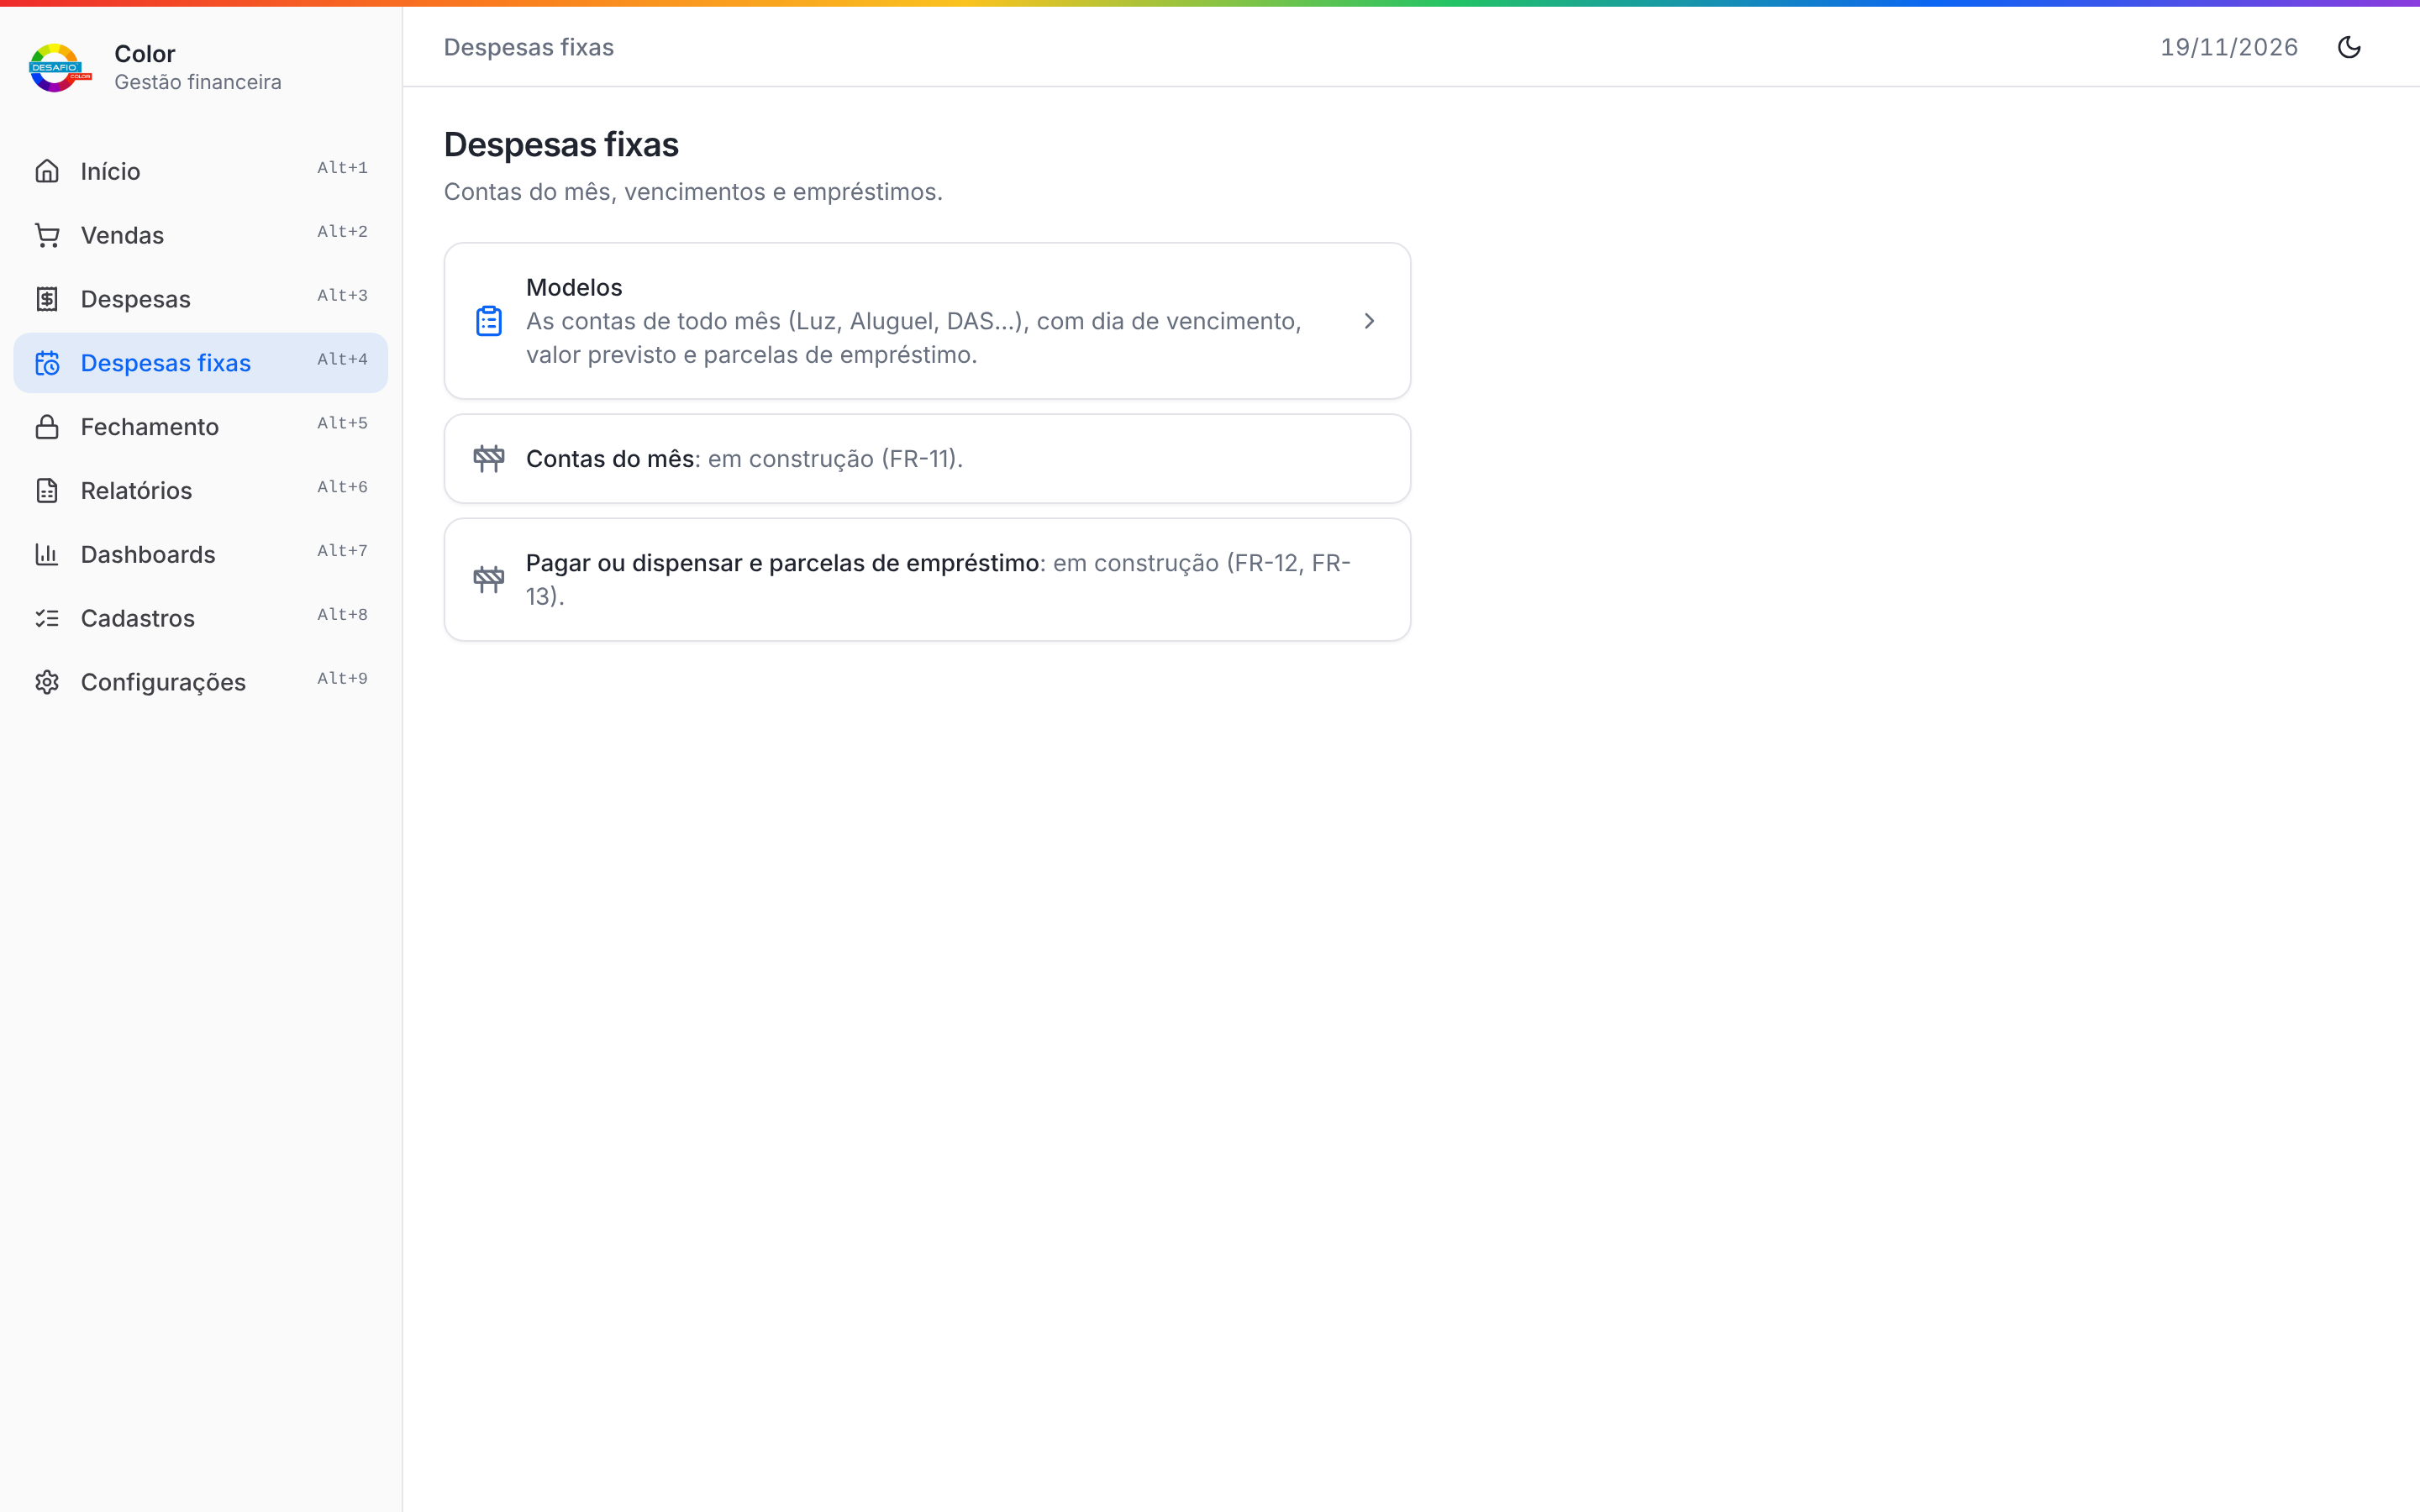 DESAFIO
COLOR
Color
Gestão financeira
Início Alt+1
Vendas Alt+2
Despesas Alt+3
Despesas fixas Alt+4
Fechamento Alt+5
Relatórios Alt+6
Dashboards Alt+7
Cadastros Alt+8
Configurações Alt+9
Despesas fixas 19/11/2026
Despesas fixas
Contas do mês, vencimentos e empréstimos.
Modelos
As contas de todo mês (Luz, Aluguel, DAS...), com dia de vencimento,
valor previsto e parcelas de empréstimo.
Contas do mês: em construção (FR-11).
Pagar ou dispensar e parcelas de empréstimo: em construção (FR-12, FR-
13).